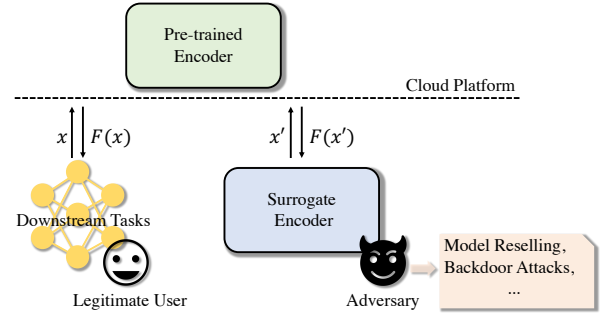 Pre-trained
Encoder
Cloud Platform
x
F(x)
x′
F(x′)
Downstream Tasks
Surrogate
Encoder
Legitimate User
Adversary
Model Reselling,
Backdoor Attacks,
...